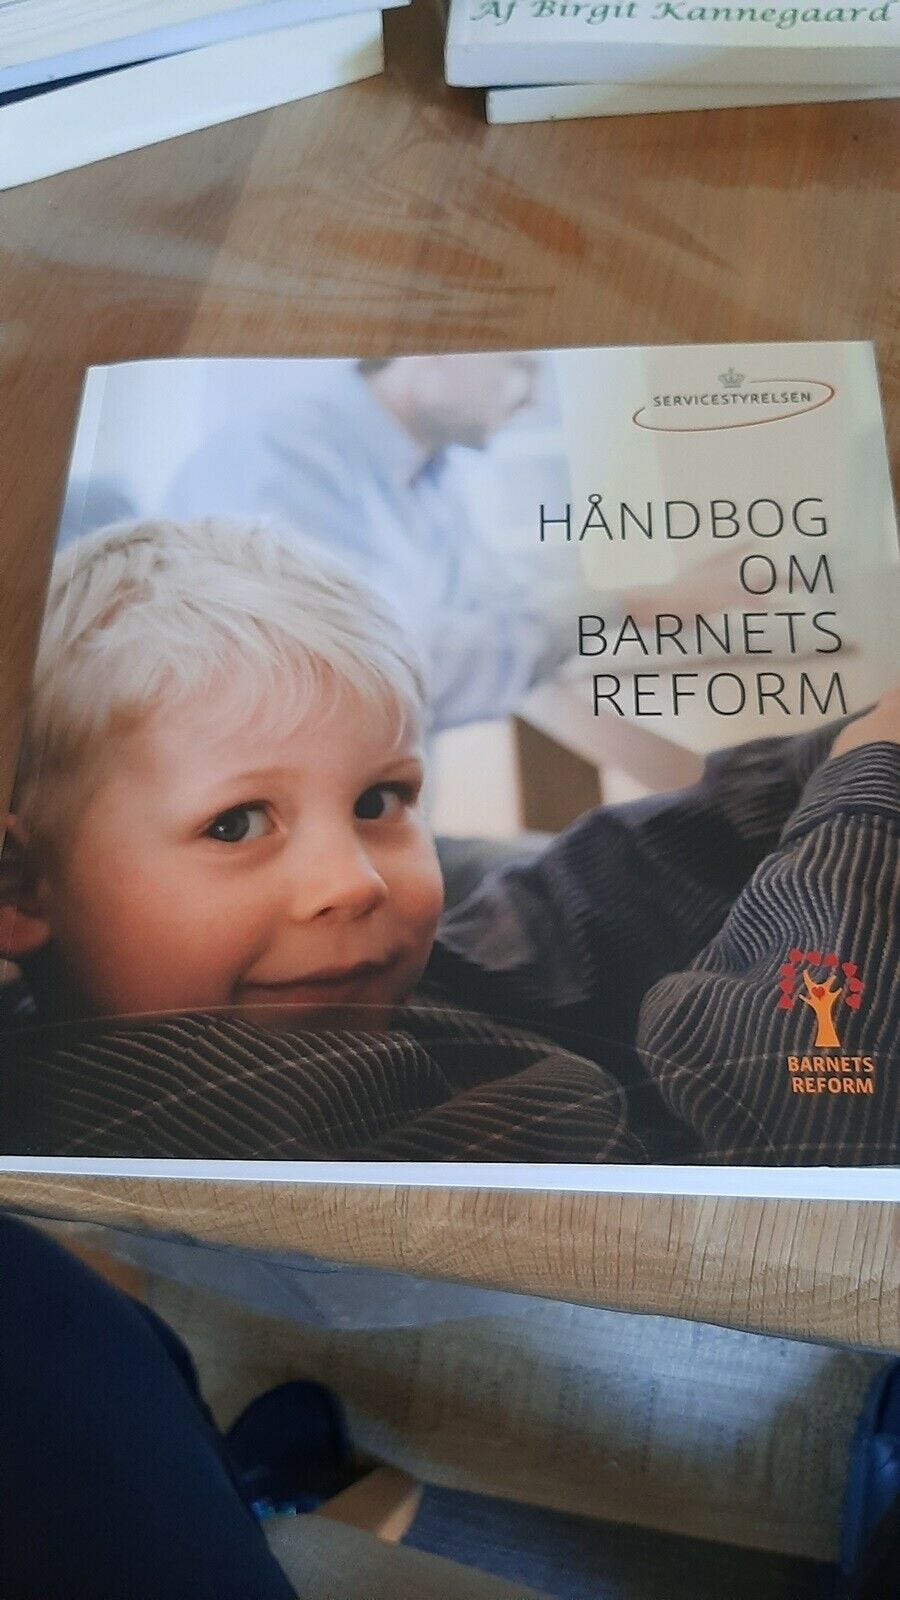 Af Birgit Kannegaard
SERVICESTYRELSEN
HÅNDBOG
OM
BARNETS
REFORM
BARNETS
REFORM